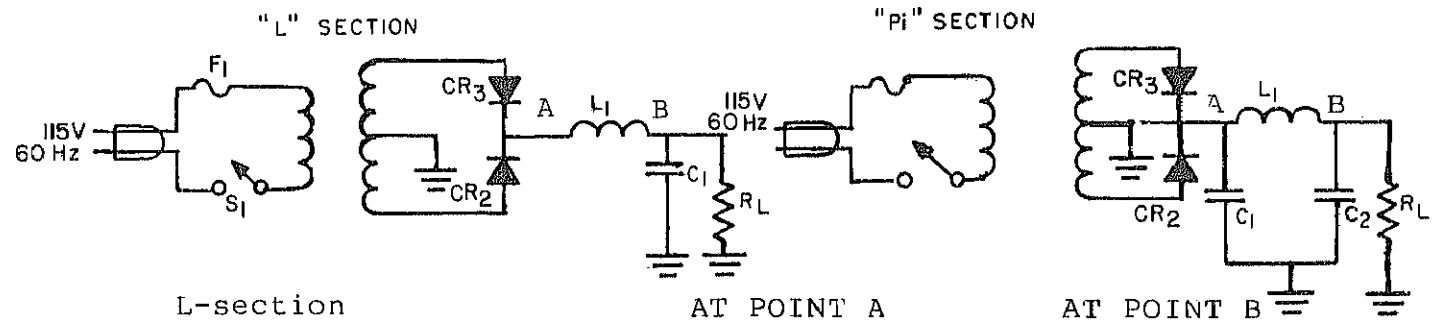 "L" SECTION
"Pi" SECTION
F1
CR3
A
L1
B
115V
60 Hz
S1
CR2
C1
RL
115V
60 Hz
CR3
A
L1
B
CR2
C1
C2
RL
L-section
AT POINT A
AT POINT B